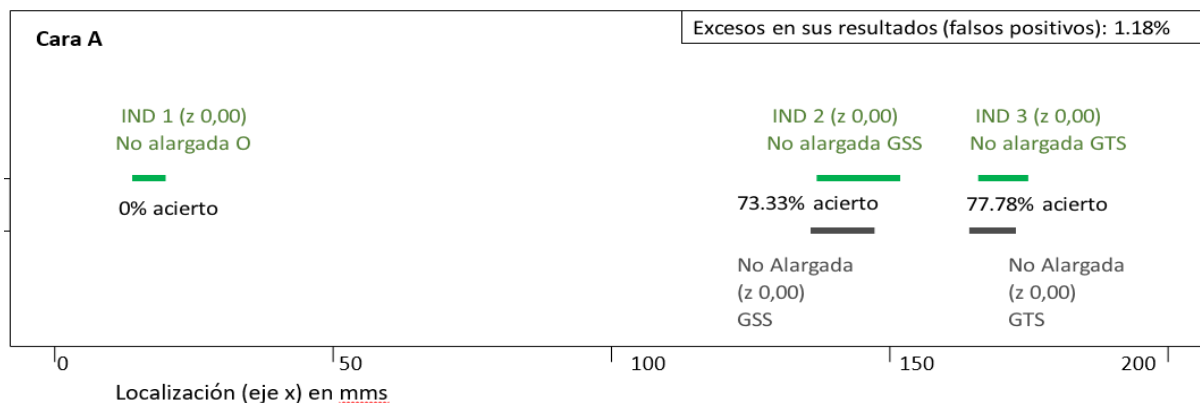 Cara A
Excesos en sus resultados (falsos positivos): 1.18%
IND 1 (z 0,00)
No alargada O
IND 2 (z 0,00)
No alargada GSS
IND 3 (z 0,00)
No alargada GTS
0% acierto
73.33% acierto
77.78% acierto
No Alargada
(z 0,00)
GSS
No Alargada
(z 0,00)
GTS
0
50
100
150
200
Localización (eje x) en mms